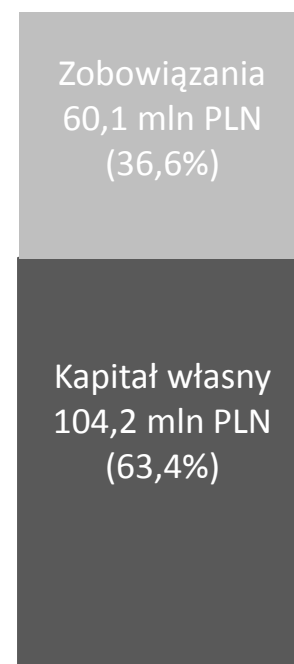 Zobowiązania
60,1 mln PLN
(36,6%)
Kapitał własny
104,2 mln PLN
(63,4%)